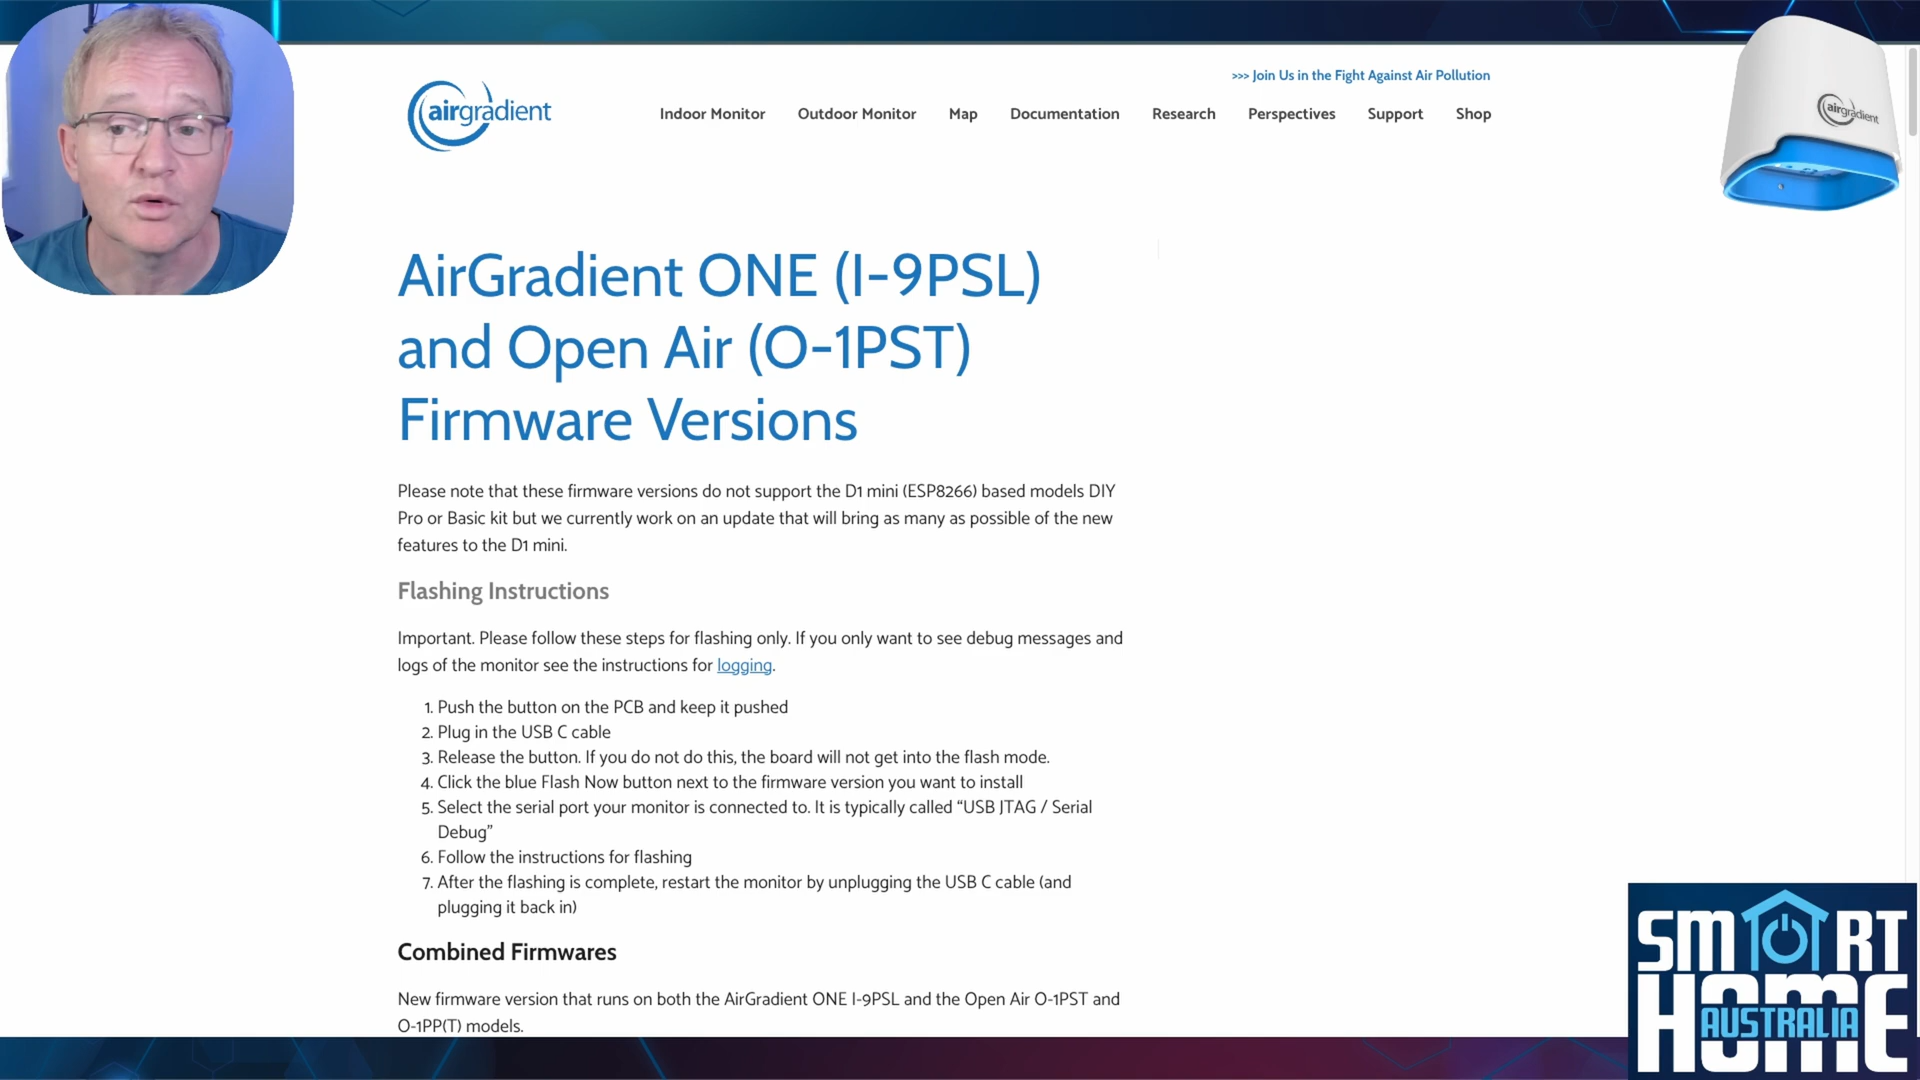 >>> Join Us in the Fight Against Air Pollution
airgradient
Indoor Monitor Outdoor Monitor Map Documentation Research Perspectives Support Shop
airgradient
AirGradient ONE (I-9PSL)
and Open Air (O-1PST)
Firmware Versions
Please note that these firmware versions do not support the D1 mini (ESP8266) based models DIY
Pro or Basic kit but we currently work on an update that will bring as many as possible of the new
features to the D1 mini.
Flashing Instructions
Important. Please follow these steps for flashing only. If you only want to see debug messages and
logs of the monitor see the instructions for logging.
1. Push the button on the PCB and keep it pushed
2. Plug in the USB C cable
3. Release the button. If you do not do this, the board will not get into the flash mode.
4. Click the blue Flash Now button next to the firmware version you want to install
5. Select the serial port your monitor is connected to. It is typically called “USB JTAG / Serial
Debug”
6. Follow the instructions for flashing
7. After the flashing is complete, restart the monitor by unplugging the USB C cable (and
plugging it back in)
Combined Firmwares
New firmware version that runs on both the AirGradient ONE I-9PSL and the Open Air O-1PST and
O-1PP(T) models.
SMART
HOME
AUSTRALIA